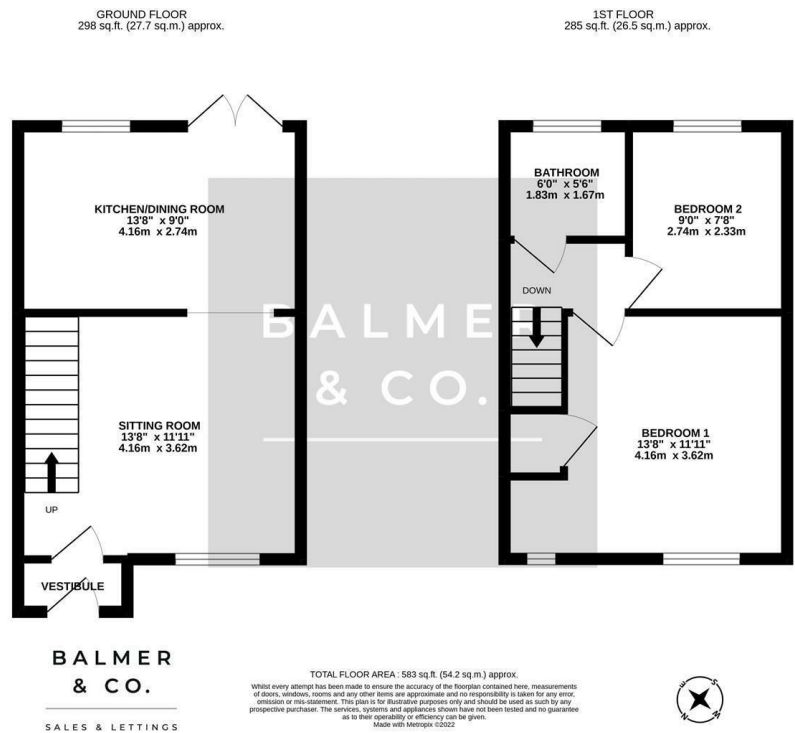 GROUND FLOOR
298 sq.ft. (27.7 sq.m.) approx.
1ST FLOOR
285 sq.ft. (26.5 sq.m.) approx.
KITCHEN/DINING ROOM
13'8" x 9'0"
4.16m x 2.74m
BATHROOM
6'0" x 5'6"
1.83m x 1.67m
BEDROOM 2
9'0" x 7'8"
2.74m x 2.33m
DOWN
BALMER
& CO.
SITTING ROOM
13'8" x 11'11"
4.16m x 3.62m
BEDROOM 1
13'8" x 11'11"
4.16m x 3.62m
UP
VESTIBULE
BALMER
& CO.
SALES & LETTINGS
TOTAL FLOOR AREA : 583 sq.ft. (54.2 sq.m.) approx.
Whilst every attempt has been made to ensure the accuracy of the floorplan contained here, measurements
of doors, windows, rooms and any other items are approximate and no responsibility is taken for any error,
omission or mis-statement. This plan is for illustrative purposes only and should be used as such by any
prospective purchaser. The services, systems and appliances shown have not been tested and no guarantee
as to their operability or efficiency can be given.
Made with Metropix ©2022
E S
N W